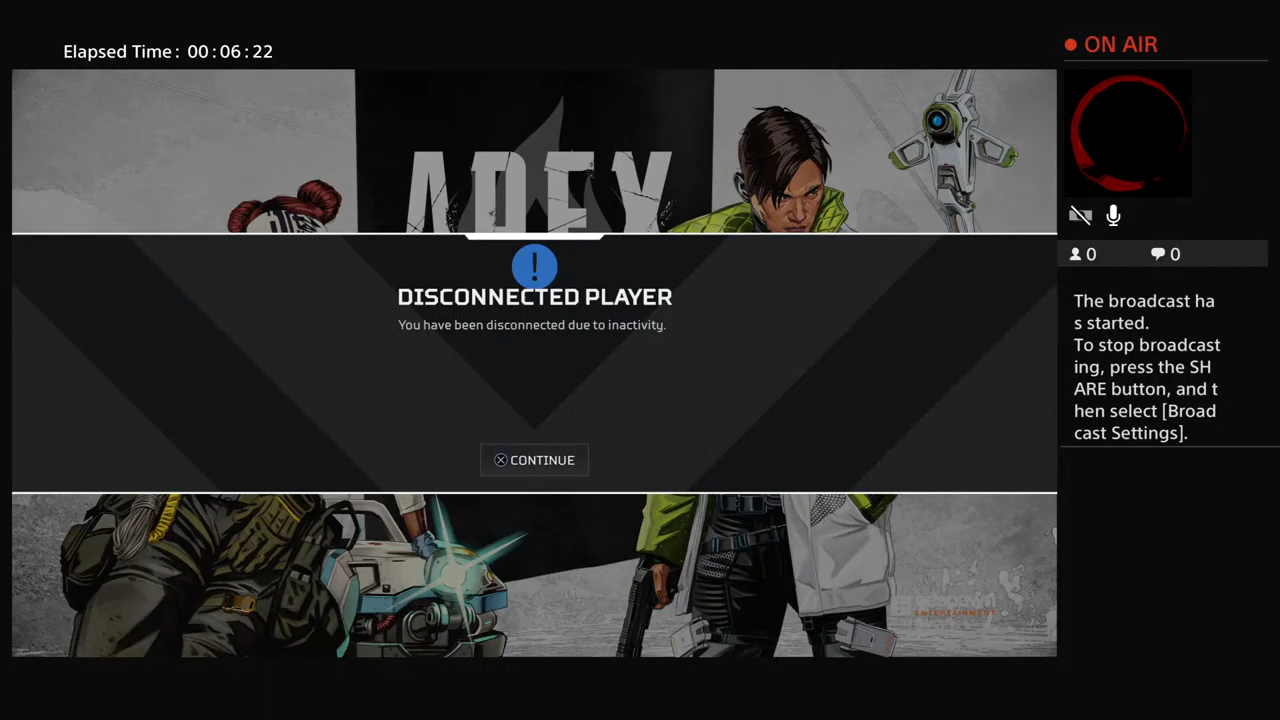 Elapsed Time: 00:06:22
ON AIR
APEX
0
0
DISCONNECTED PLAYER
You have been disconnected due to inactivity.
CONTINUE
The broadcast ha
s started.
To stop broadcast
ing, press the SH
ARE button, and t
hen select [Broad
cast Settings].
ENTERTAINMENT